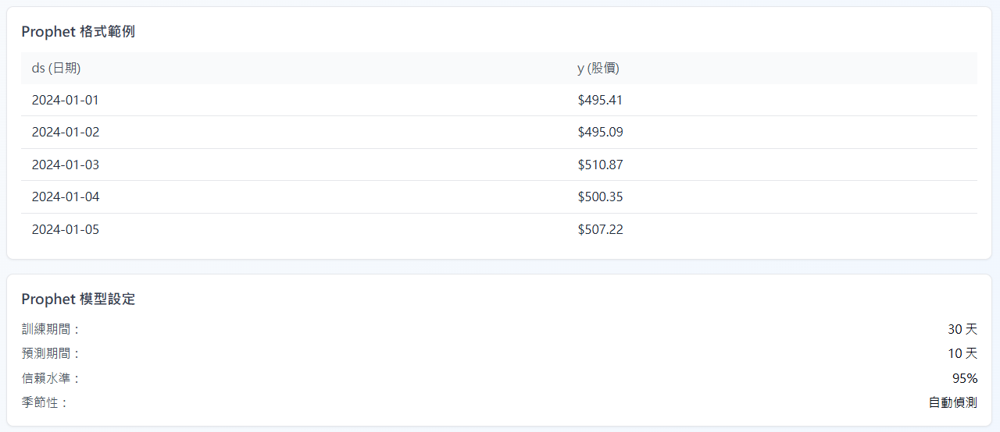 Prophet 格式範例
ds (日期) y (股價)
2024-01-01 $495.41
2024-01-02 $495.09
2024-01-03 $510.87
2024-01-04 $500.35
2024-01-05 $507.22
Prophet 模型設定
訓練期間： 30 天
預測期間： 10 天
信賴水準： 95%
季節性： 自動偵測